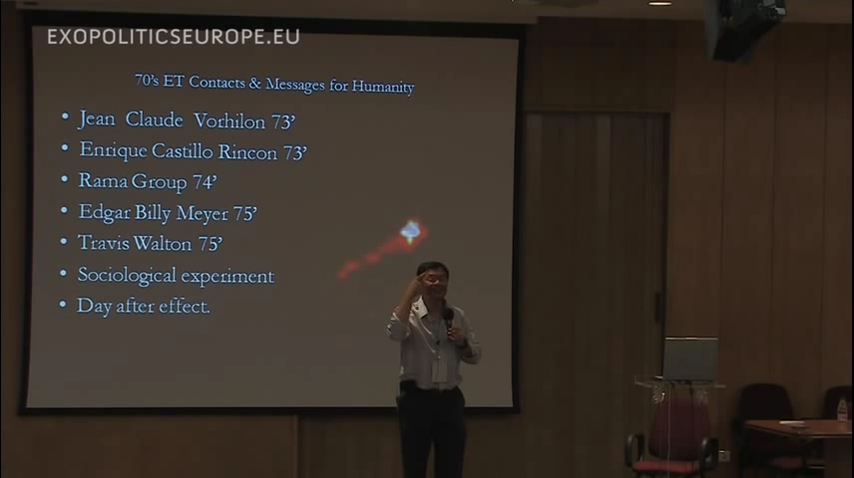 EXOPOLITICSEUROPE.EU
70's ET Contacts & Messages for Humanity
• Jean Claude Vorhilon 73'
• Enrique Castillo Rincon 73'
• Rama Group 74'
• Edgar Billy Meyer 75'
• Travis Walton 75'
• Sociological experiment
• Day after effect.